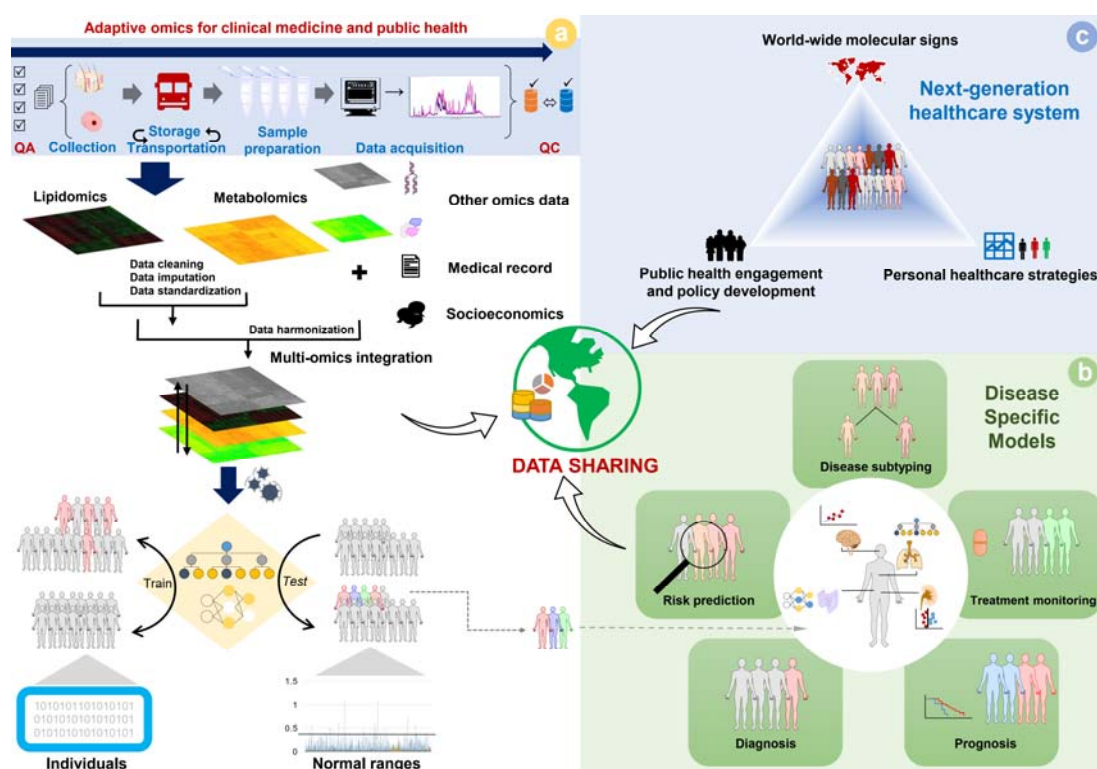 Adaptive omics for clinical medicine and public health
a
QA
Collection
Storage
Transportation
Sample
preparation
Data acquisition
QC
Lipidomics
Metabolomics
Other omics data
Medical record
Socioeconomics
Data cleaning
Data imputation
Data standardization
Data harmonization
Multi-omics integration
Train
Test
1.5
1
0.5
0
1010101101010101
0101010101010101
0101010101010101
Individuals
Normal ranges
DATA SHARING
c
World-wide molecular signs
Next-generation
healthcare system
Public health engagement
and policy development
Personal healthcare strategies
b
Disease
Specific
Models
Disease subtyping
Risk prediction
Treatment monitoring
Diagnosis
Prognosis